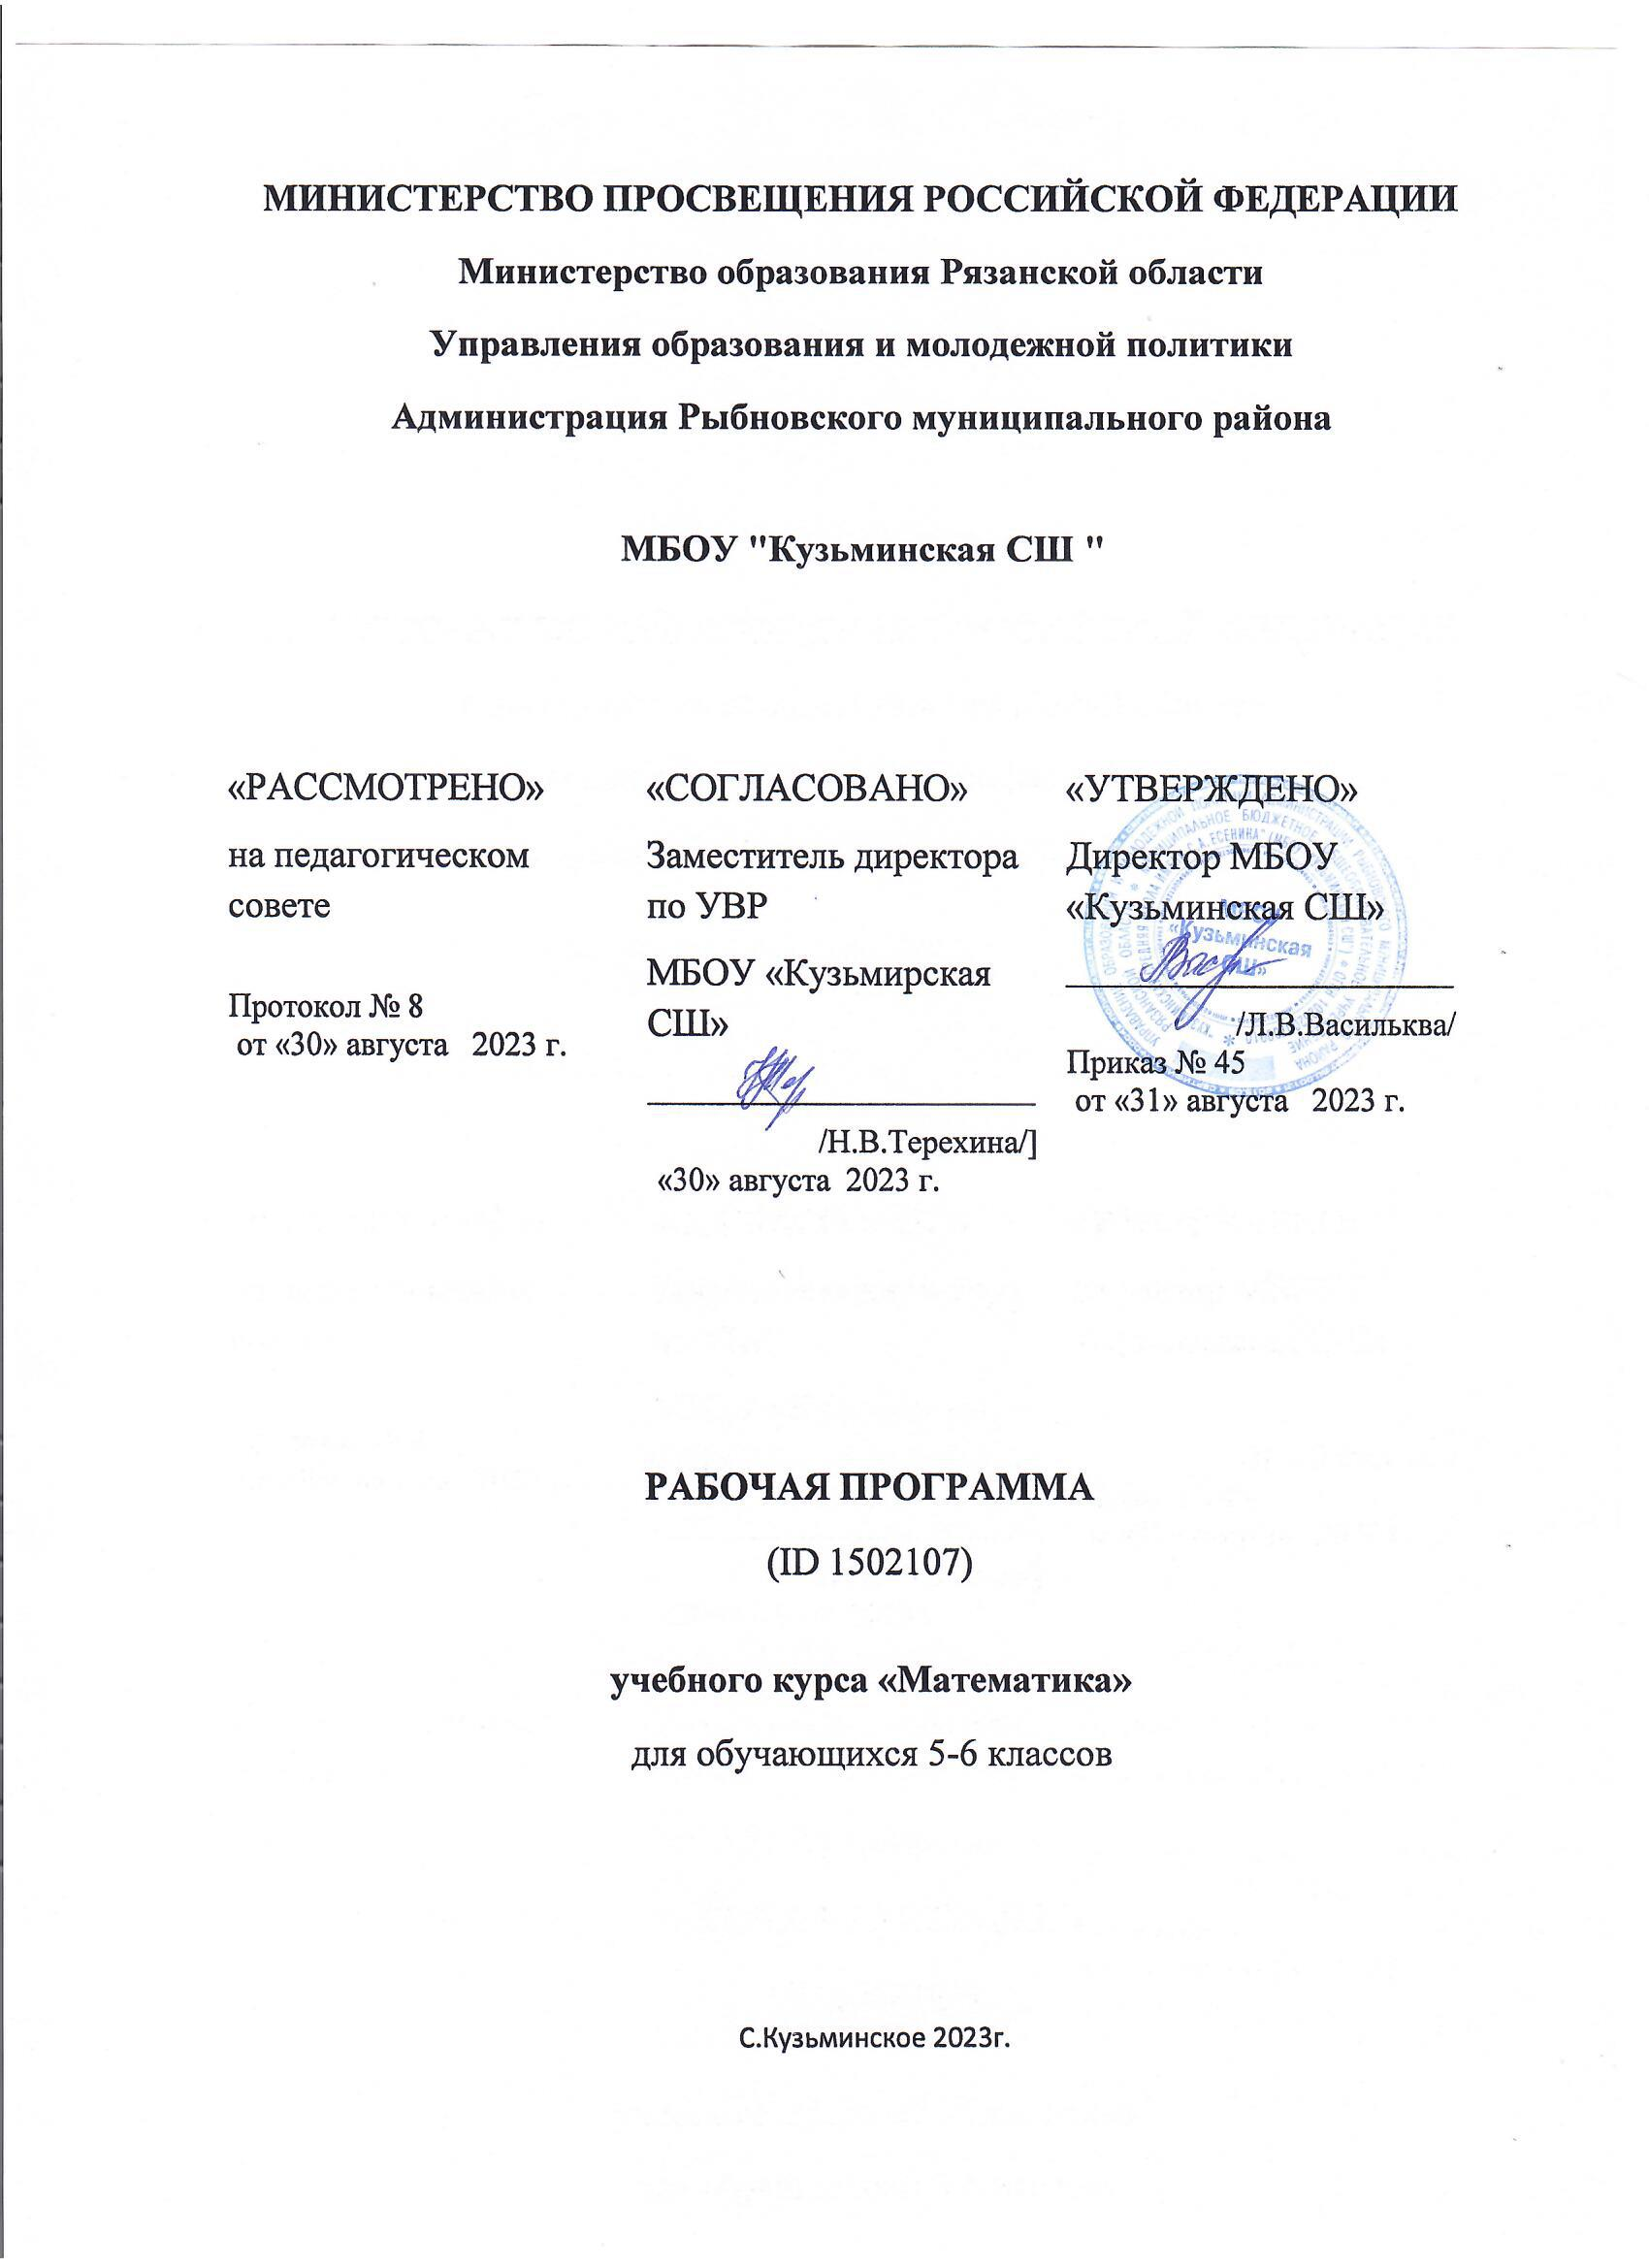 МИНИСТЕРСТВО ПРОСВЕЩЕНИЯ РОССИЙСКОЙ ФЕДЕРАЦИИ
Министерство образования Рязанской области
Управления образования и молодежной политики
Администрация Рыбновского муниципального района
МБОУ "Кузьминская СШ "
«РАССМОТРЕНО»
на педагогическом
совете
Протокол № 8
от «30» августа 2023 г.
«СОГЛАСОВАНО»
Заместитель директора
по УВР
МБОУ «Кузьмирская
СШ»
/Н.В.Терехина/]
«30» августа 2023 г.
«УТВЕРЖДЕНО»
Директор МБОУ
«Кузьминская СШ»
«Кузьминская
СШ»
/Л.В.Васильква/
Приказ № 45
от «31» августа 2023 г.
РАБОЧАЯ ПРОГРАММА
(ID 1502107)
учебного курса «Математика»
для обучающихся 5-6 классов
С.Кузьминское 2023г.